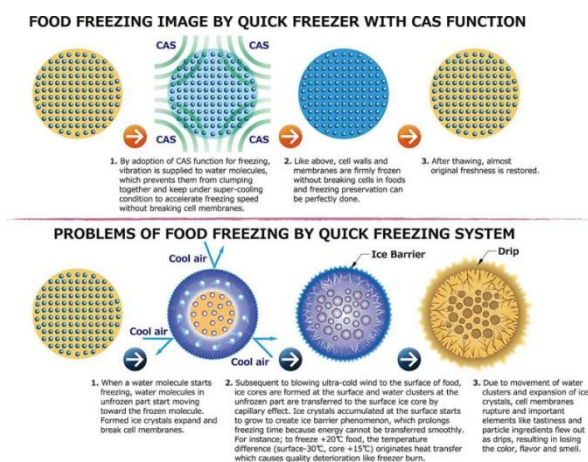 FOOD FREEZING IMAGE BY QUICK FREEZER WITH CAS FUNCTION
CAS
CAS
CAS
CAS
1. By adoption of CAS function for freezing,
vibration is supplied to water molecules,
which prevents them from clumping
together and keep under super-cooling
condition to accelerate freezing speed
without breaking cell membranes.
2. Like above, cell walls and
membranes are firmly frozen
without breaking cells in foods
and freezing preservation can
be perfectly done.
3. After thawing, almost
original freshness is restored.
PROBLEMS OF FOOD FREEZING BY QUICK FREEZING SYSTEM
Cool air
Cool air
Cool air
Ice Barrier
Drip
1. When a water molecule starts
freezing, water molecules in
unfrozen part start moving
toward the frozen molecule.
Formed ice crystals expand and
break cell membranes.
2. Subsequent to blowing ultra-cold wind to the surface of food,
ice cores are formed at the surface and water clusters at the
unfrozen part are transferred to the surface ice core by
capillary effect. Ice crystals accumulated at the surface starts
to grow to create ice barrier phenomenon, which prolongs
freezing time because energy cannot be transferred smoothly.
For instance; to freeze +20℃ food, the temperature
difference (surface-30℃, core +15℃) originates heat transfer
which causes quality deterioration like freezer burn.
3. Due to movement of water
clusters and expansion of ice
crystals, cell membranes
rupture and important
elements like tastiness and
particle ingredients flew out
as drips, resulting in losing
the color, flavor and smell.